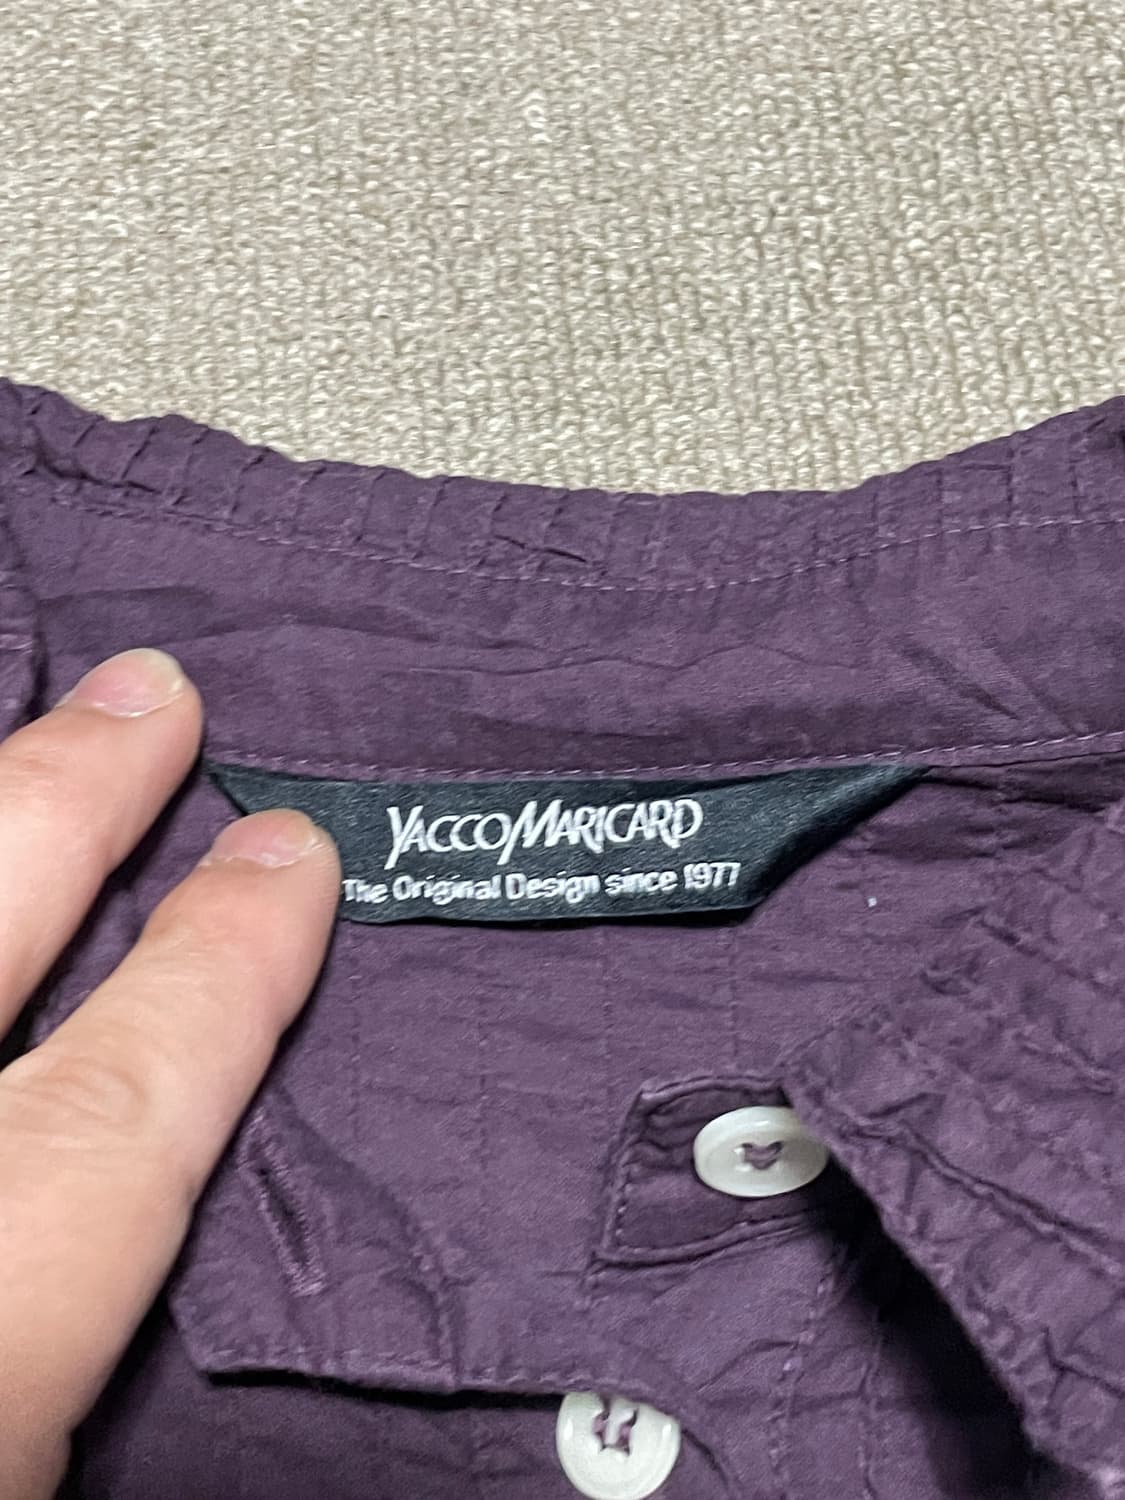 YACCOMARICARD
The Original Design since 1977